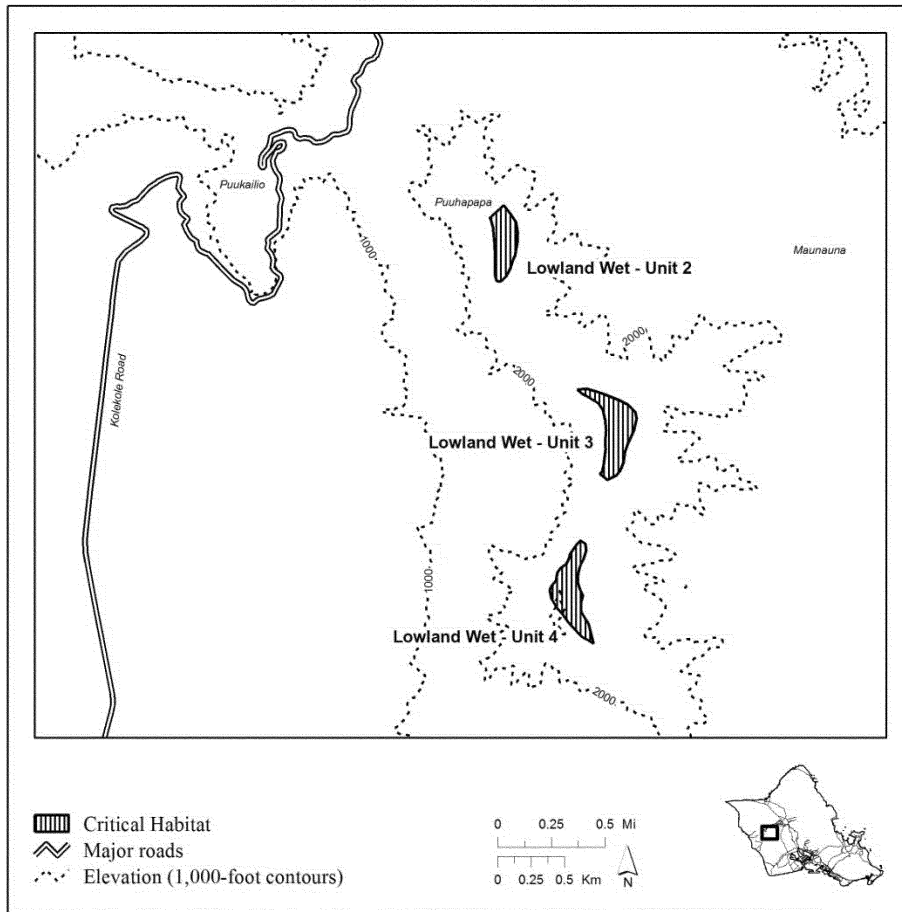 Puukailio
Puuhapapa
Maunauna
1000
Lowland Wet - Unit 2
2000
Kolekole Road
2000
Lowland Wet - Unit 3
1000
Lowland Wet - Unit 4
2000
Critical Habitat
Major roads
Elevation (1,000-foot contours)
0 0.25 0.5 Mi
0 0.25 0.5 Km
N